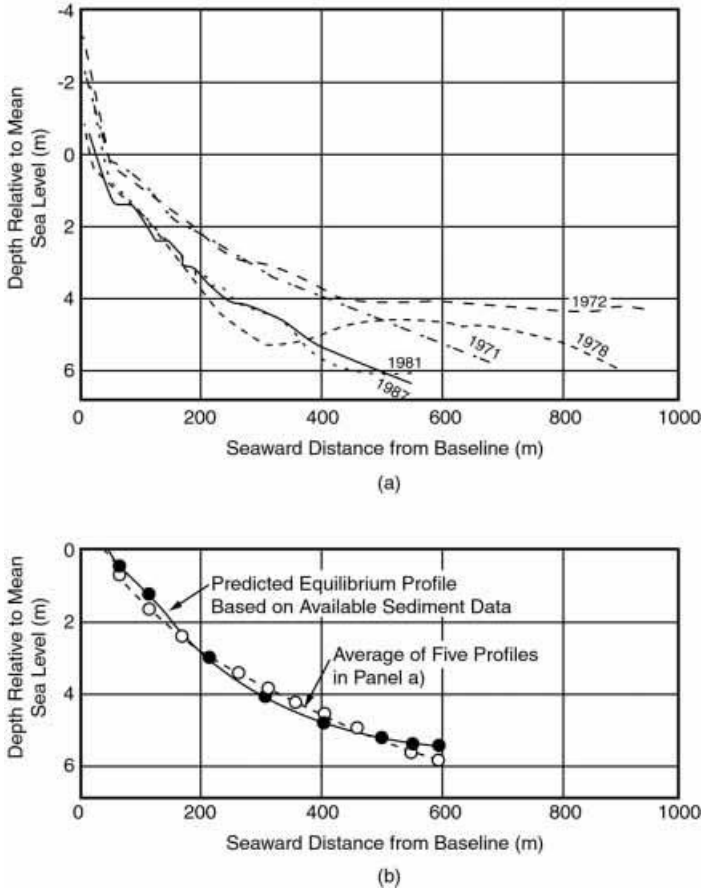 -4
-2
0
2
4
6
Depth Relative to Mean
Sea Level (m)
1972
1978
1971
1981
1987
0 200 400 600 800 1000
Seaward Distance from Baseline (m)
(a)
0
2
4
6
Depth Relative to Mean
Sea Level (m)
Predicted Equilibrium Profile
Based on Available Sediment Data
Average of Five Profiles
in Panel a)
0 200 400 600 800 1000
Seaward Distance from Baseline (m)
(b)